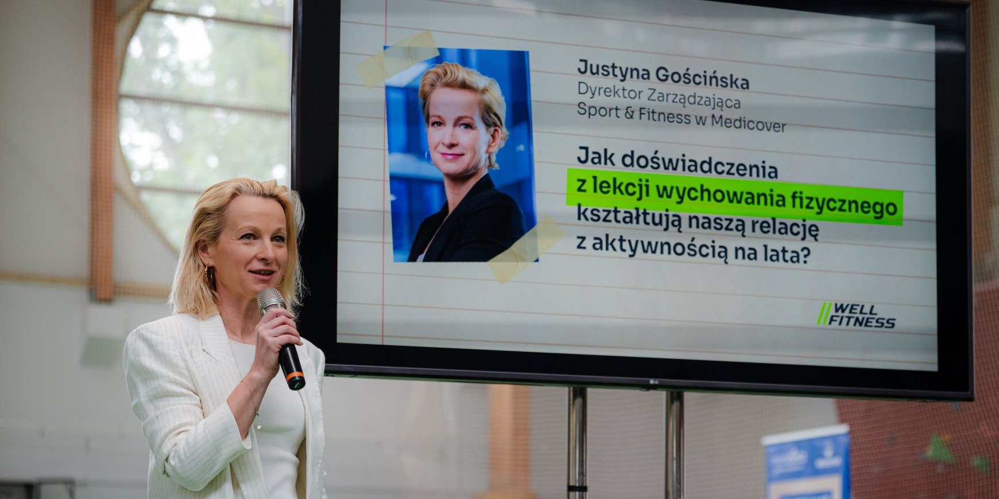 Justyna Gościńska
Dyrektor Zarządzająca
Sport & Fitness w Medicover
Jak doświadczenia
z lekcji wychowania fizycznego
kształtują naszą relację
z aktywnością na lata?
WELL
FITNESS
LG